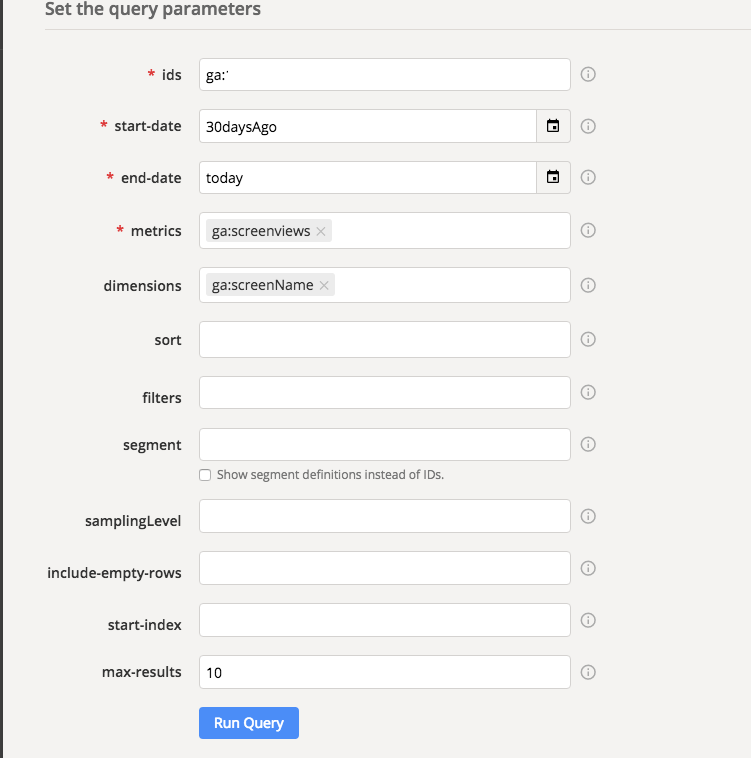 Set the query parameters
* ids
ga:
* start-date
30daysAgo
* end-date
today
* metrics
ga:screenviews ×
dimensions
ga:screenName ×
sort
filters
segment
Show segment definitions instead of IDs.
samplingLevel
include-empty-rows
start-index
max-results
10
Run Query